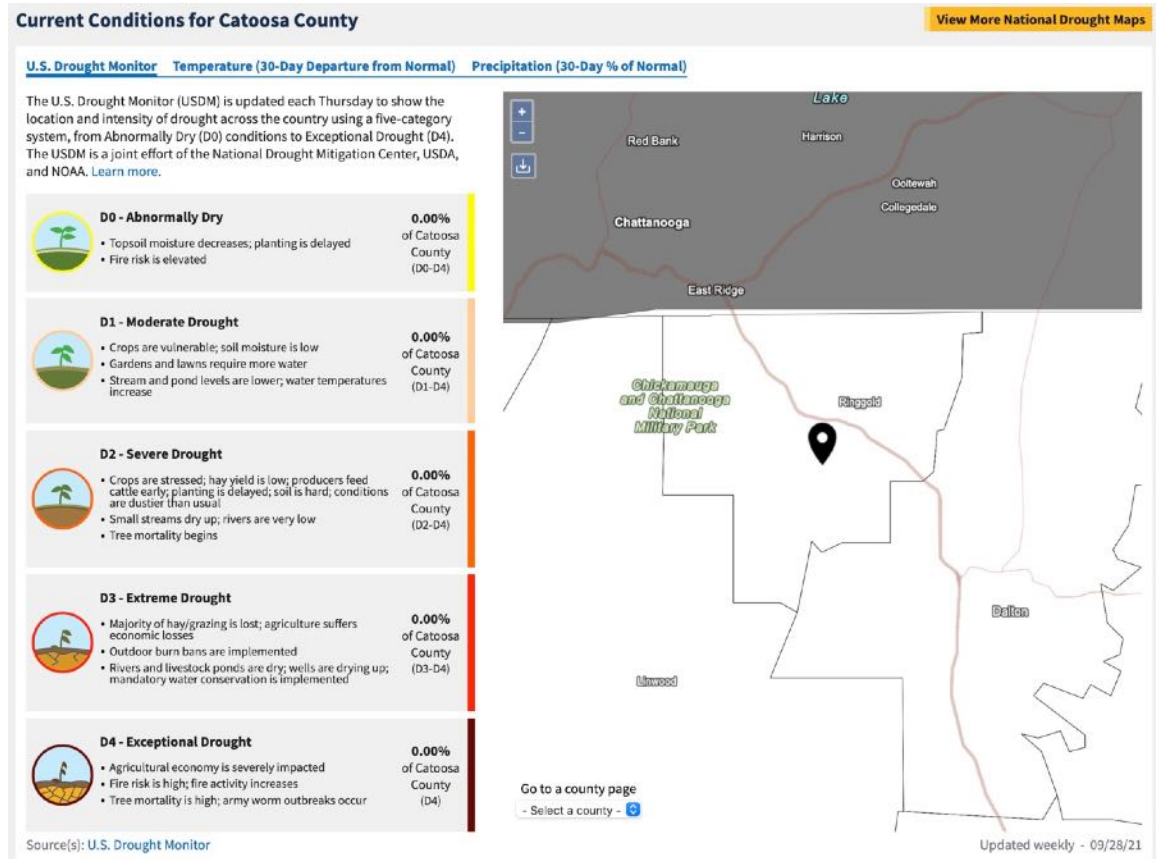 Current Conditions for Catoosa County
View More National Drought Maps
U.S. Drought Monitor Temperature (30-Day Departure from Normal) Precipitation (30-Day % of Normal)
The U.S. Drought Monitor (USDM) is updated each Thursday to show the
location and intensity of drought across the country using a five-category
system, from Abnormally Dry (D0) conditions to Exceptional Drought (D4).
The USDM is a joint effort of the National Drought Mitigation Center, USDA,
and NOAA. Learn more.
D0 - Abnormally Dry
• Topsoil moisture decreases; planting is delayed
• Fire risk is elevated
0.00%
of Catoosa
County
(D0-D4)
D1 - Moderate Drought
• Crops are vulnerable; soil moisture is low
• Gardens and lawns require more water
• Stream and pond levels are lower; water temperatures
increase
0.00%
of Catoosa
County
(D1-D4)
D2 - Severe Drought
• Crops are stressed; hay yield is low; producers feed
cattle early; planting is delayed; soil is hard; conditions
are dustier than usual
• Small streams dry up; rivers are very low
• Tree mortality begins
0.00%
of Catoosa
County
(D2-D4)
D3 - Extreme Drought
• Majority of hay/grazing is lost; agriculture suffers
economic losses
• Outdoor burn bans are implemented
• Rivers and livestock ponds are dry; wells are drying up;
mandatory water conservation is implemented
0.00%
of Catoosa
County
(D3-D4)
D4 - Exceptional Drought
• Agricultural economy is severely impacted
• Fire risk is high; fire activity increases
• Tree mortality is high; army worm outbreaks occur
0.00%
of Catoosa
County
(D4)
Source(s): U.S. Drought Monitor
+
-
Lake
Red Bank
Harrison
Ooltewah
Collegedale
Chattanooga
East Ridge
Chickamauga
and Chattanooga
National
Military Park
Ringgold
Dalton
Linwood
Go to a county page
- Select a county -
Updated weekly - 09/28/21